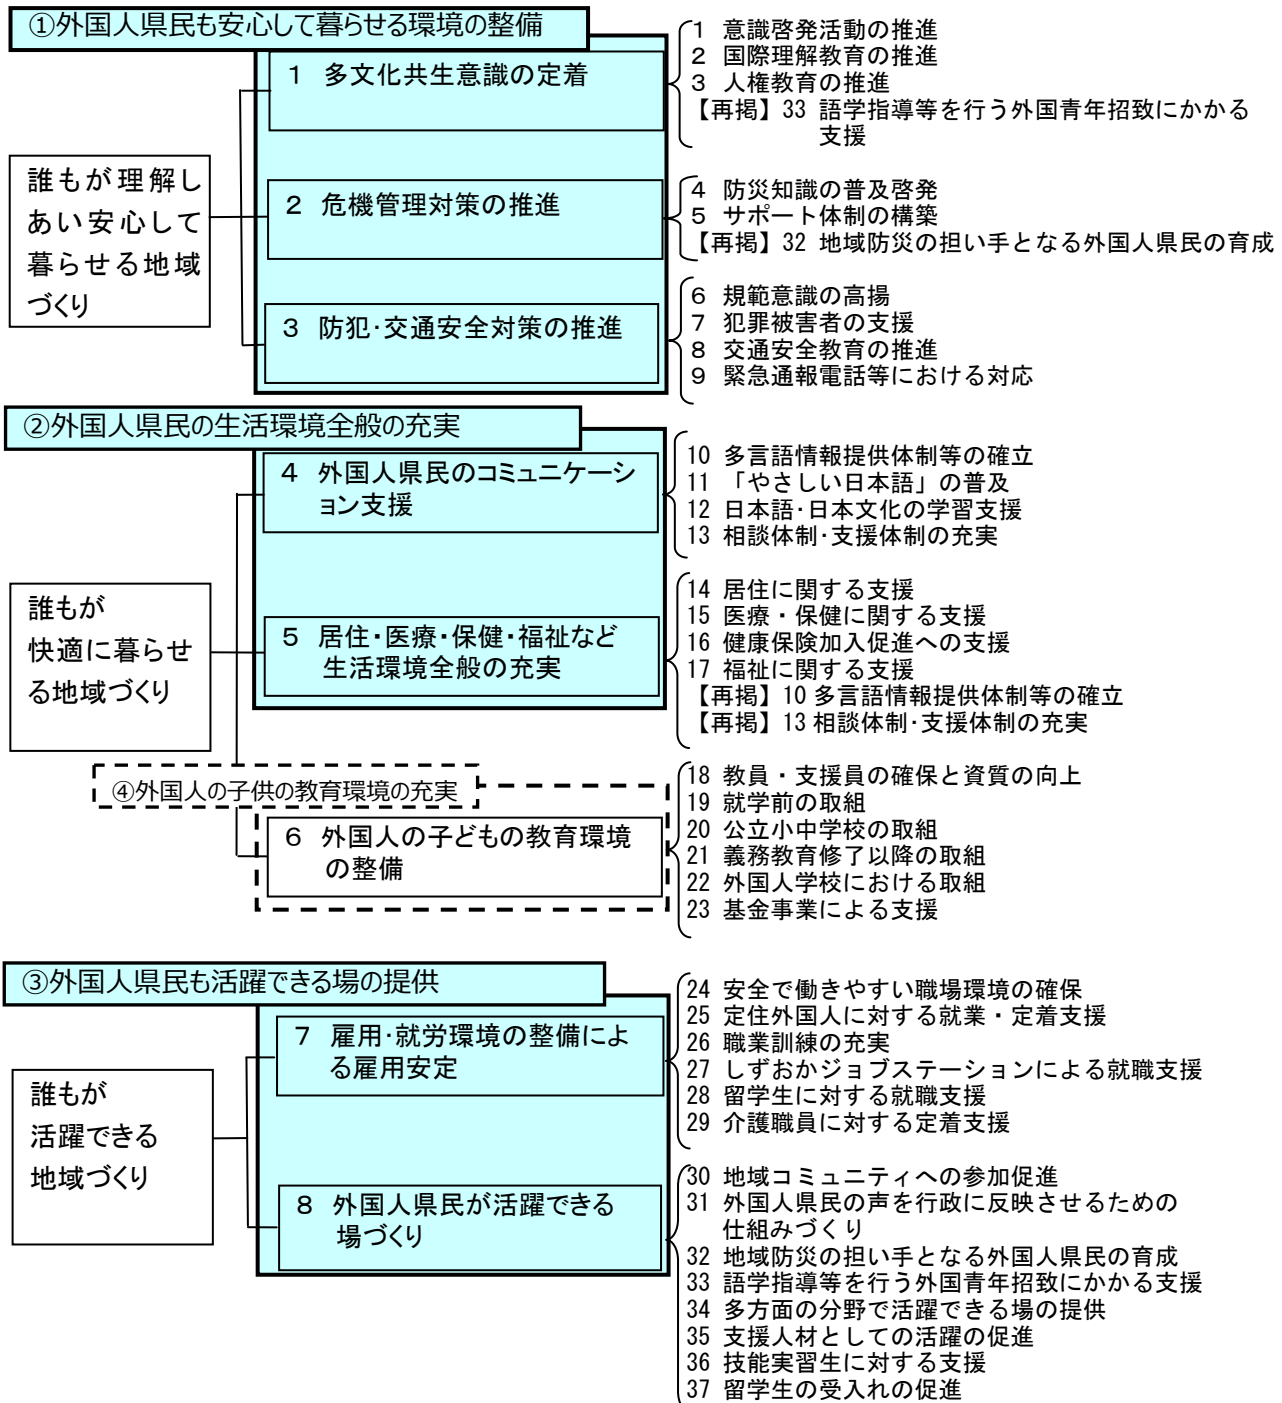 ①外国人県民も安心して暮らせる環境の整備
誰もが理解し
あい安心して
暮らせる地域
づくり
1 多文化共生意識の定着
1 意識啓発活動の推進
2 国際理解教育の推進
3 人権教育の推進
【再掲】33 語学指導等を行う外国青年招致にかかる
支援
2 危機管理対策の推進
4 防災知識の普及啓発
5 サポート体制の構築
【再掲】32 地域防災の担い手となる外国人県民の育成
3 防犯・交通安全対策の推進
6 規範意識の高揚
7 犯罪被害者の支援
8 交通安全教育の推進
9 緊急通報電話等における対応
②外国人県民の生活環境全般の充実
誰もが
快適に暮らせ
る地域づくり
4 外国人県民のコミュニケーシ
ョン支援
10 多言語情報提供体制等の確立
11 「やさしい日本語」の普及
12 日本語・日本文化の学習支援
13 相談体制・支援体制の充実
5 居住・医療・保健・福祉など
生活環境全般の充実
14 居住に関する支援
15 医療・保健に関する支援
16 健康保険加入促進への支援
17 福祉に関する支援
【再掲】10 多言語情報提供体制等の確立
【再掲】13 相談体制・支援体制の充実
④外国人の子供の教育環境の充実
6 外国人の子どもの教育環境
の整備
18 教員・支援員の確保と資質の向上
19 就学前の取組
20 公立小中学校の取組
21 義務教育修了以降の取組
22 外国人学校における取組
23 基金事業による支援
③外国人県民も活躍できる場の提供
誰もが
活躍できる
地域づくり
7 雇用・就労環境の整備によ
る雇用安定
24 安全で働きやすい職場環境の確保
25 定住外国人に対する就業・定着支援
26 職業訓練の充実
27 しずおかジョブステーションによる就職支援
28 留学生に対する就職支援
29 介護職員に対する定着支援
8 外国人県民が活躍できる
場づくり
30 地域コミュニティへの参加促進
31 外国人県民の声を行政に反映させるための
仕組みづくり
32 地域防災の担い手となる外国人県民の育成
33 語学指導等を行う外国青年招致にかかる支援
34 多方面の分野で活躍できる場の提供
35 支援人材としての活躍の促進
36 技能実習生に対する支援
37 留学生の受入れの促進